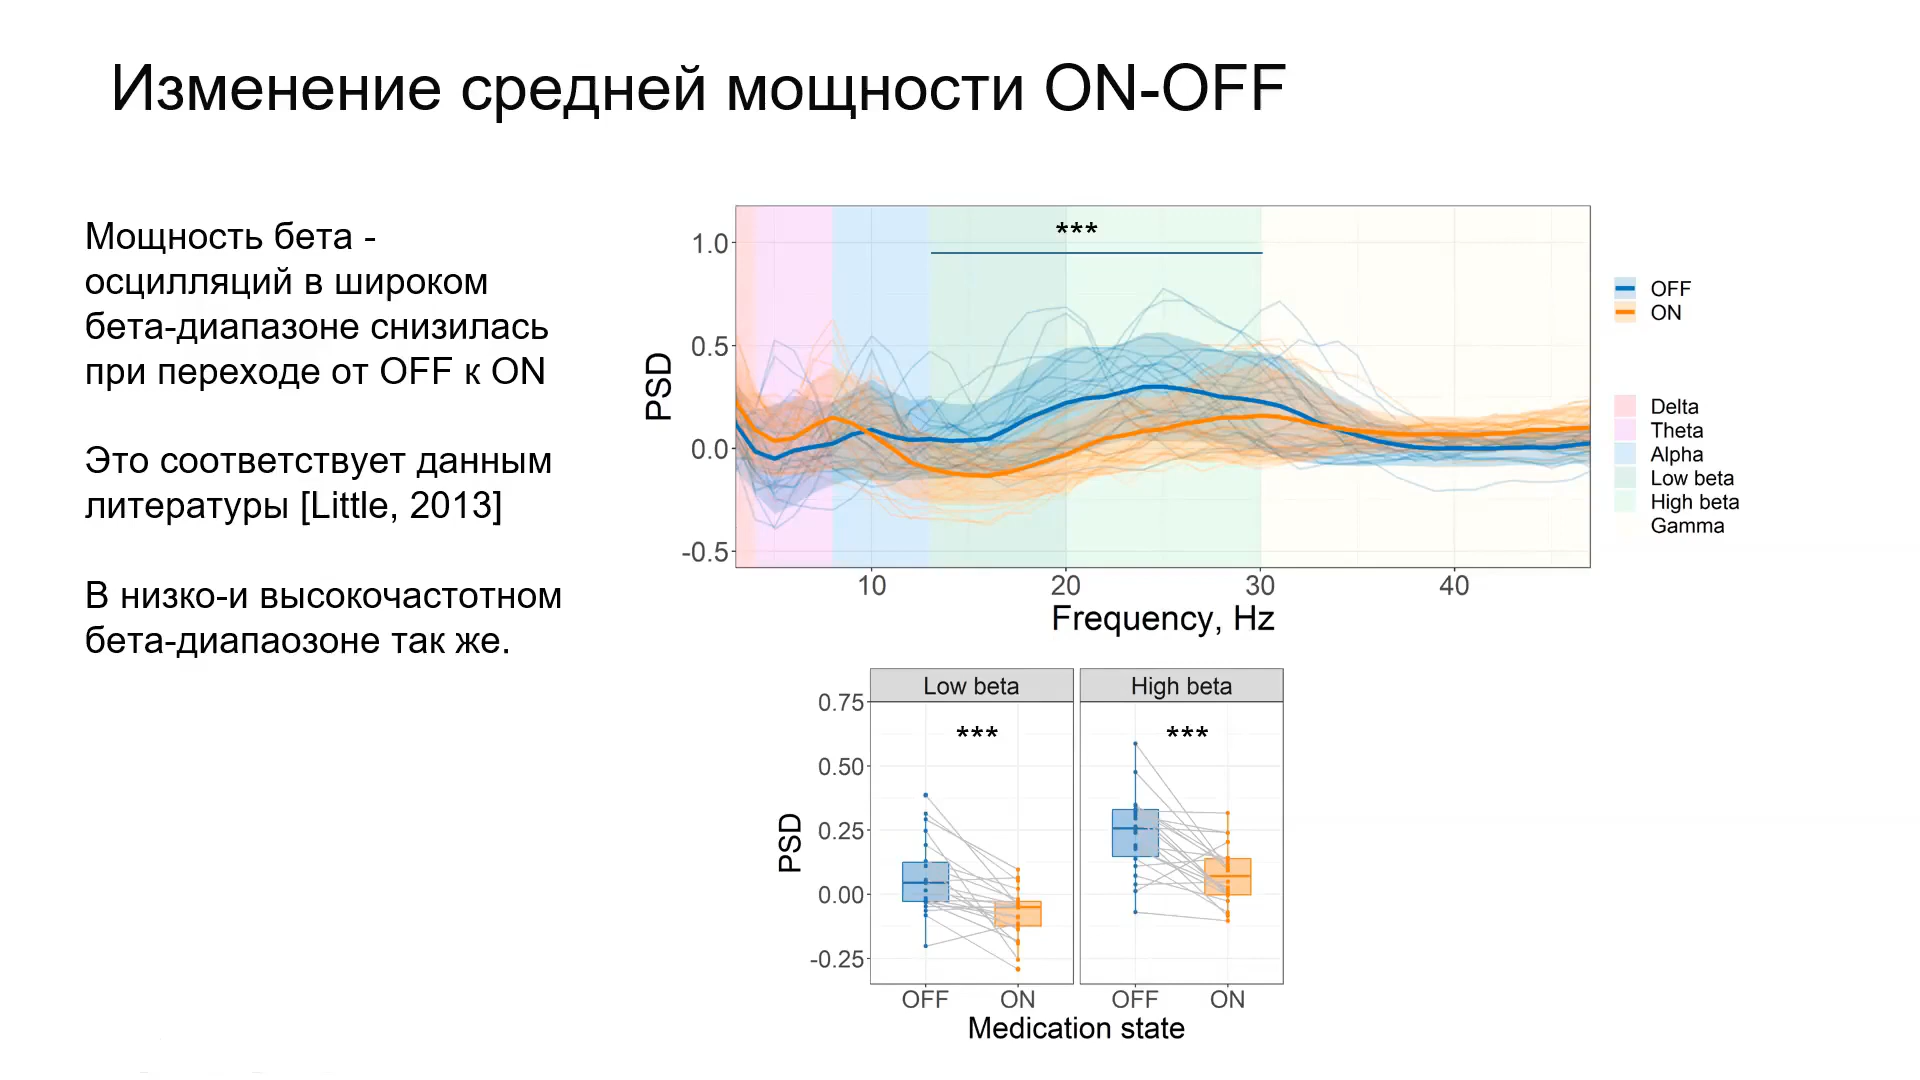 Изменение средней мощности ON-OFF
Мощность бета -
осцилляций в широком
бета-диапазоне снизилась
при переходе от OFF к ON
Это соответствует данным
литературы [Little, 2013]
В низко-и высокочастотном
бета-диапаозоне так же.
***
1.0
0.5
0.0
-0.5
PSD
10 20 30 40
Frequency, Hz
OFF
ON
Delta
Theta
Alpha
Low beta
High beta
Gamma
Low beta High beta
*** ***
0.75
0.50
0.25
0.00
-0.25
PSD
OFF ON OFF ON
Medication state